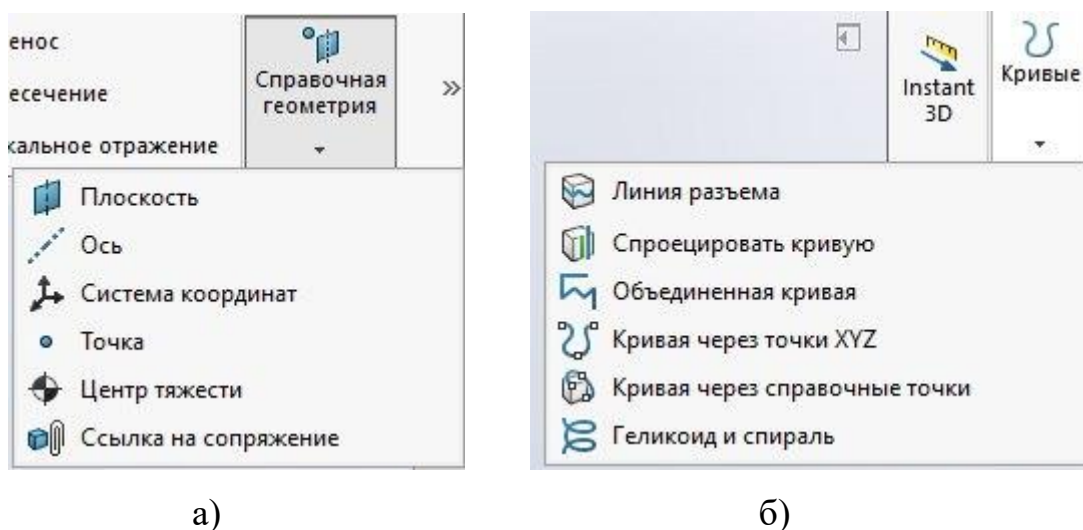 енос
есечение
кальное отражение
Справочная
геометрия
»
Плоскость
Ось
Система координат
Точка
Центр тяжести
Ссылка на сопряжение
а)
Instant
3D
Кривые
Линия разъема
Спроецировать кривую
Объединенная кривая
Кривая через точки XYZ
Кривая через справочные точки
Геликоид и спираль
б)